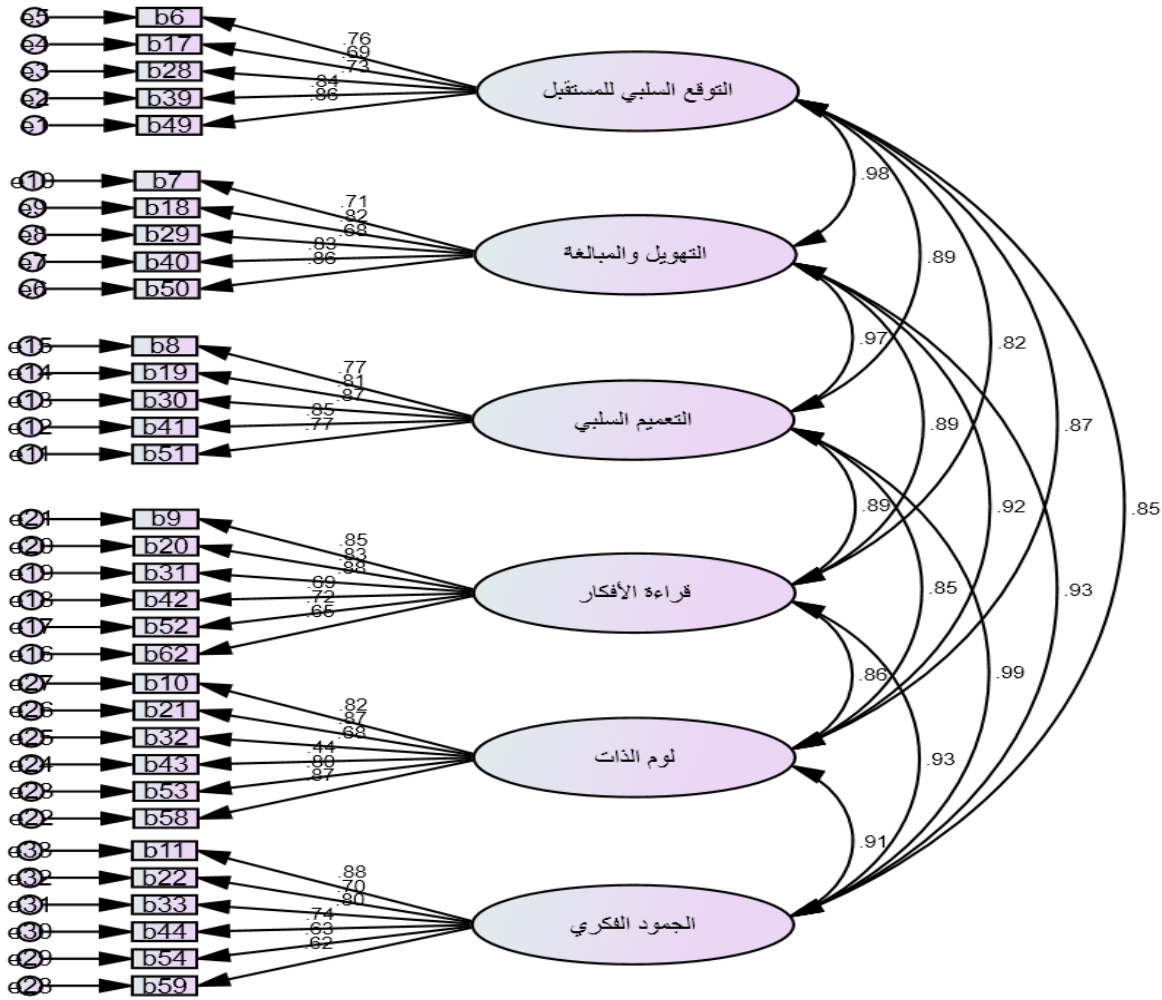 e5 b6
e4 b17
e3 b28
e2 b39
e1 b49
.76
.69
.73
.84
.86
التوقع السلبي للمستقبل
e10 b7
e9 b18
e8 b29
e7 b40
e6 b50
.71
.82
.68
.83
.86
التهويل والمبالغة
e15 b8
e14 b19
e13 b30
e12 b41
e11 b51
.77
.81
.87
.85
.77
التعميم السلبي
e21 b9
e20 b20
e19 b31
e18 b42
e17 b52
e16 b62
.85
.83
.88
.69
.72
.65
قراءة الأفكار
e27 b10
e26 b21
e25 b32
e24 b43
e23 b53
e22 b58
.82
.87
.68
.44
.80
.87
لوم الذات
e33 b11
e32 b22
e31 b33
e30 b44
e29 b54
e28 b59
.88
.70
.80
.74
.63
.62
الجمود الفكري
.98
.89
.97
.82
.89
.87
.89
.92
.85
.85
.93
.86
.99
.93
.91